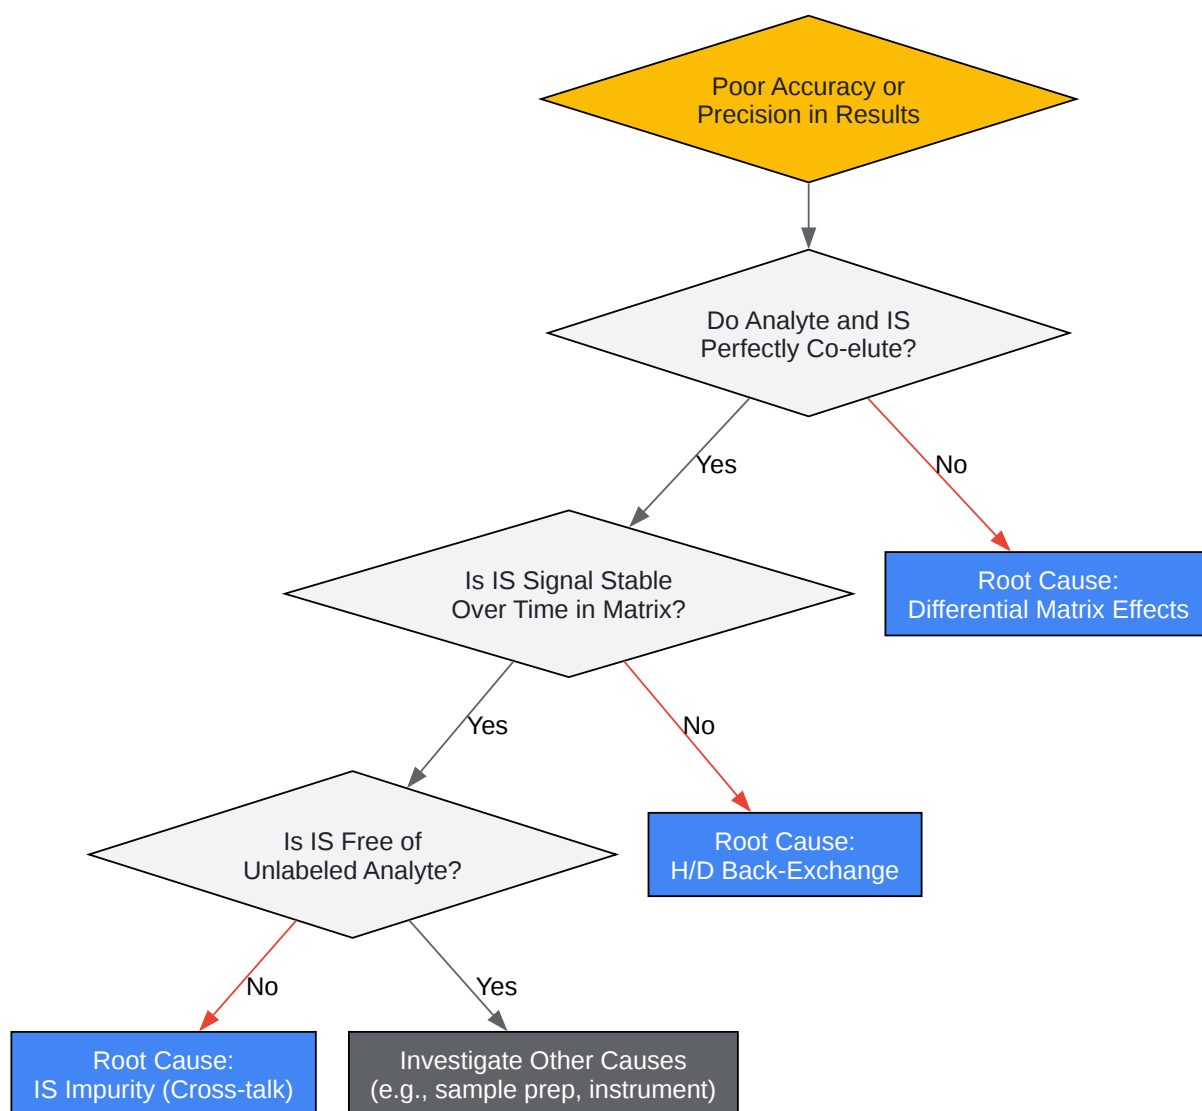 Poor Accuracy or
Precision in Results
Do Analyte and IS
Perfectly Co-elute?
Yes
No
Is IS Signal Stable
Over Time in Matrix?
Root Cause:
Differential Matrix Effects
Yes
No
Is IS Free of
Unlabeled Analyte?
Root Cause:
H/D Back-Exchange
No
Yes
Root Cause:
IS Impurity (Cross-talk)
Investigate Other Causes
(e.g., sample prep, instrument)